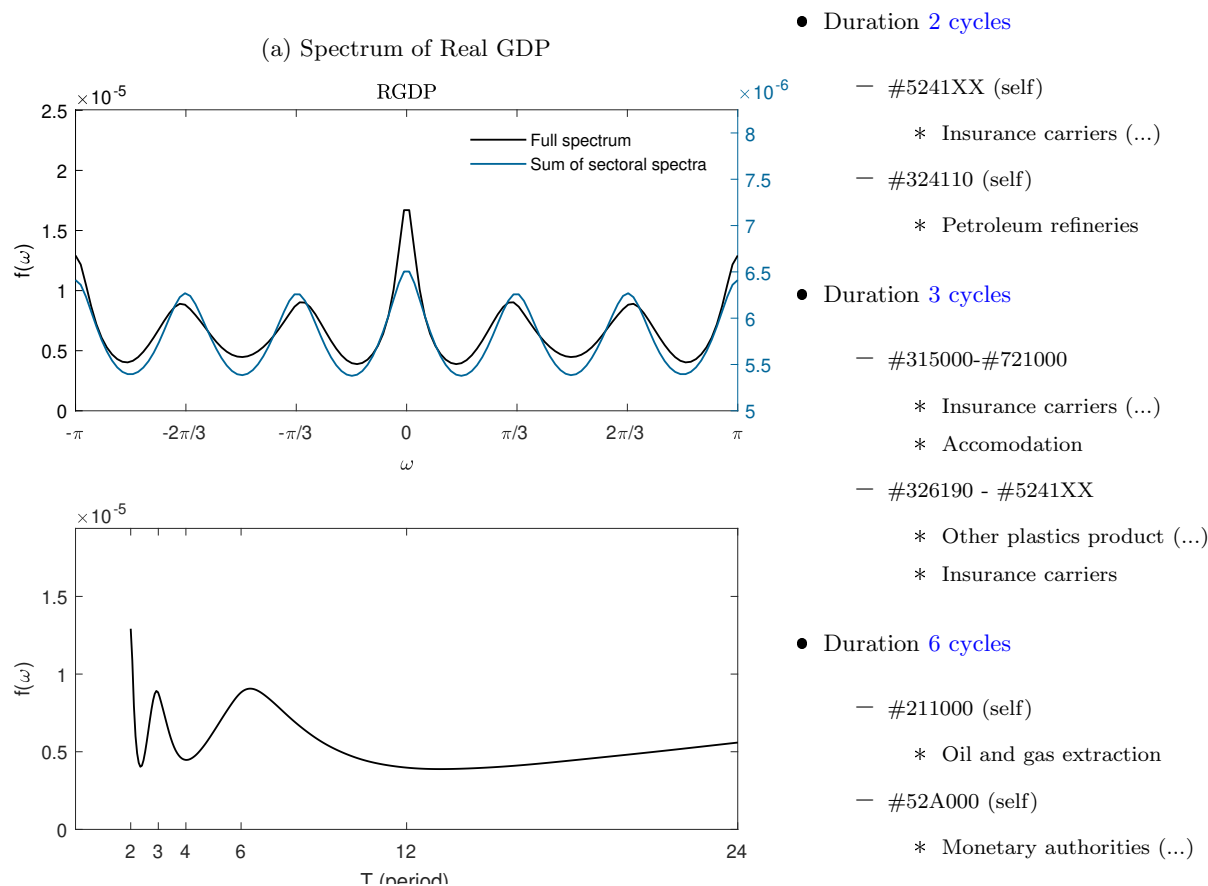 (a) Spectrum of Real GDP
RGDP
×10-5
×10-6
2.5
2
1.5
1
0.5
0
8
7.5
7
6.5
6
5.5
5
Full spectrum
Sum of sectoral spectra
f(ω)
-π -2π/3 -π/3 0 π/3 2π/3 π
ω
×10-5
1.5
1
0.5
0
f(ω)
2 3 4 6 12 24
T (period)
• Duration 2 cycles
– #5241XX (self)
* Insurance carriers (...)
– #324110 (self)
* Petroleum refineries
• Duration 3 cycles
– #315000-#721000
* Insurance carriers (...)
* Accomodation
– #326190 - #5241XX
* Other plastics product (...)
* Insurance carriers
• Duration 6 cycles
– #211000 (self)
* Oil and gas extraction
– #52A000 (self)
* Monetary authorities (...)